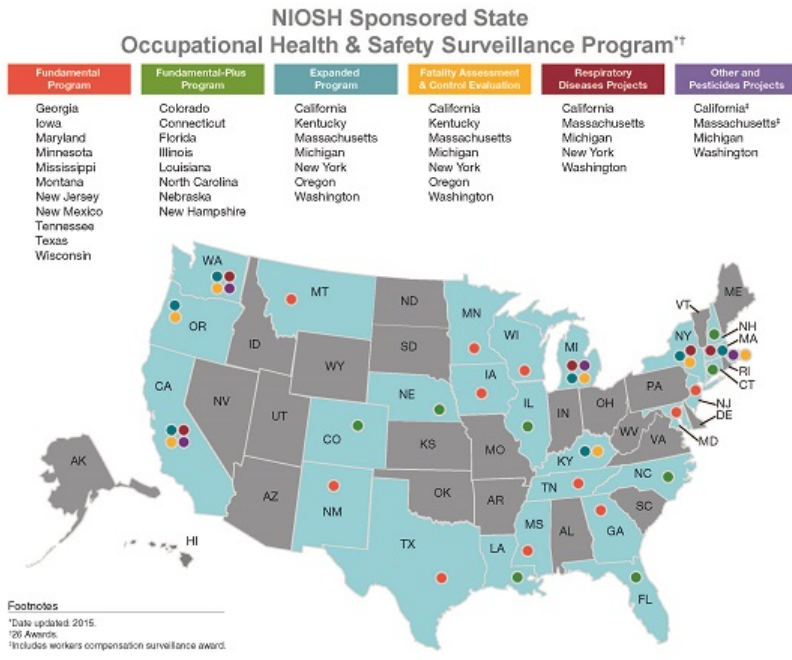 NIOSH Sponsored State
Occupational Health & Safety Surveillance Program*†
Fundamental
Program
Georgia
Iowa
Maryland
Minnesota
Mississippi
Montana
New Jersey
New Mexico
Tennessee
Texas
Wisconsin
Fundamental-Plus
Program
Colorado
Connecticut
Florida
Illinois
Louisiana
North Carolina
Nebraska
New Hampshire
Expanded
Program
California
Kentucky
Massachusetts
Michigan
New York
Oregon
Washington
Fatality Assessment
& Control Evaluation
California
Kentucky
Massachusetts
Michigan
New York
Oregon
Washington
Respiratory
Diseases Projects
California
Massachusetts
Michigan
New York
Washington
Other and
Pesticides Projects
California‡
Massachusetts‡
Michigan
Washington
WA
MT
ND
MN
VT
ME
OR
ID
SD
WI
MI
NY
NH
MA
WY
IA
RI
CT
CA
NV
UT
NE
IL
IN
OH
PA
NJ
DE
CO
KS
MO
WV
VA
MD
KY
AK
AZ
NM
OK
AR
TN
NC
SC
HI
TX
LA
MS
AL
GA
FL
Footnotes
*Date updated: 2015.
†26 Awards.
‡Includes workers compensation surveillance award.